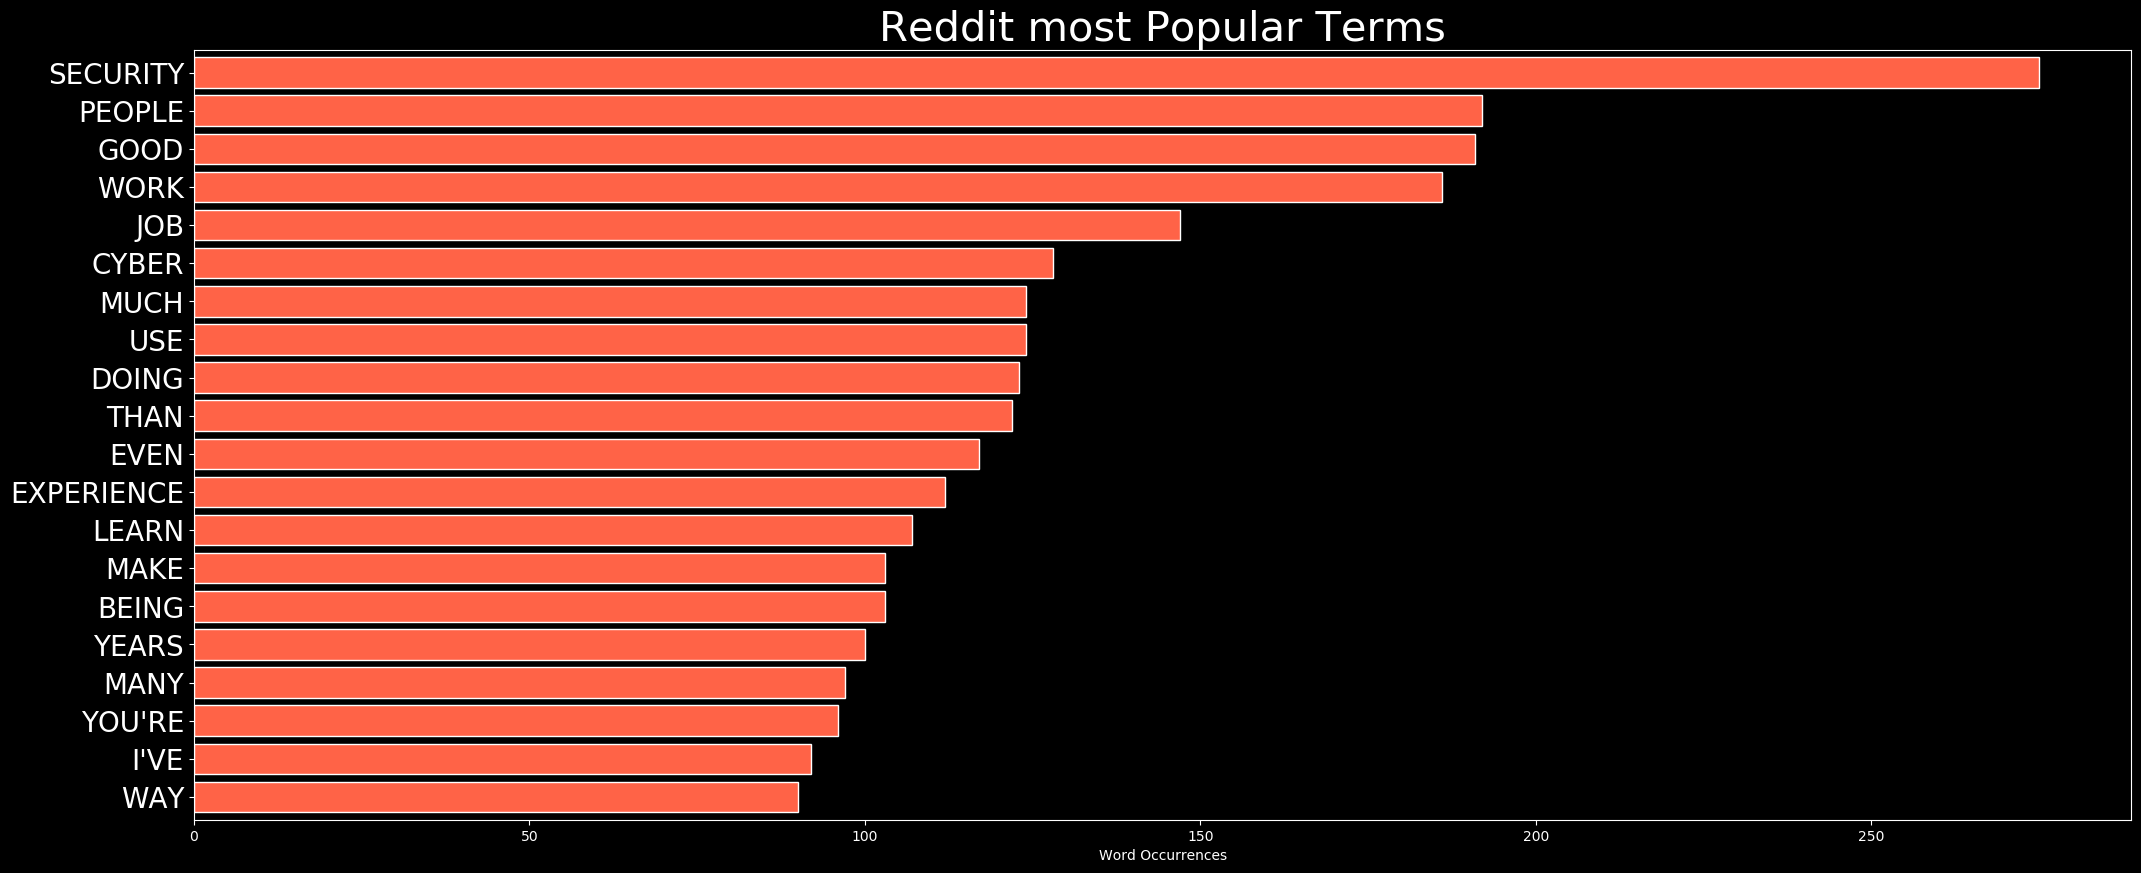 Reddit most Popular Terms
SECURITY
PEOPLE
GOOD
WORK
JOB
CYBER
MUCH
USE
DOING
THAN
EVEN
EXPERIENCE
LEARN
MAKE
BEING
YEARS
MANY
YOU'RE
I'VE
WAY
0 50 100 150 200 250
Word Occurrences